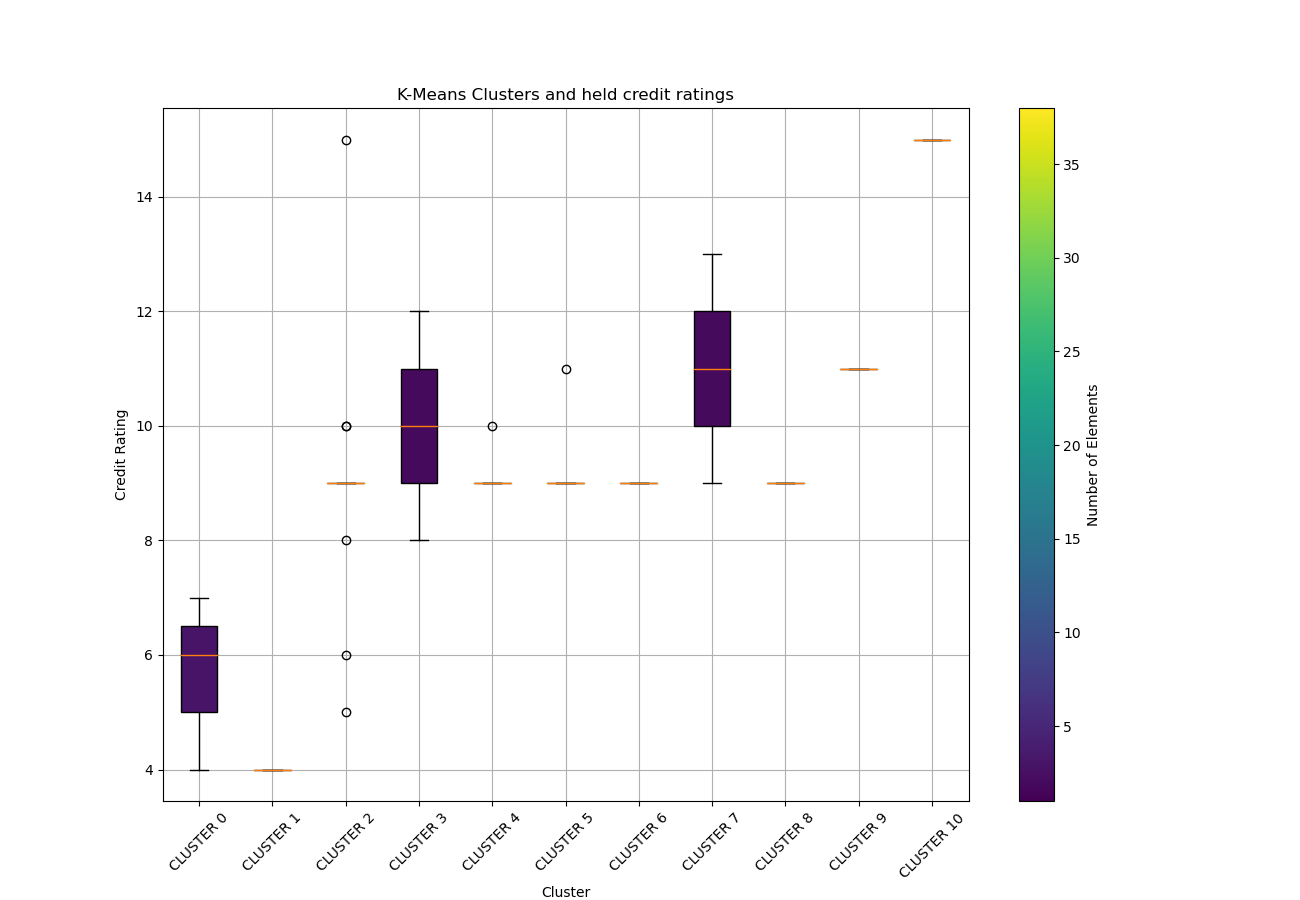 K-Means Clusters and held credit ratings
14
12
10
8
6
4
Credit Rating
CLUSTER 0
CLUSTER 1
CLUSTER 2
CLUSTER 3
CLUSTER 4
CLUSTER 5
CLUSTER 6
CLUSTER 7
CLUSTER 8
CLUSTER 9
CLUSTER 10
Cluster
35
30
25
20
15
10
5
Number of Elements